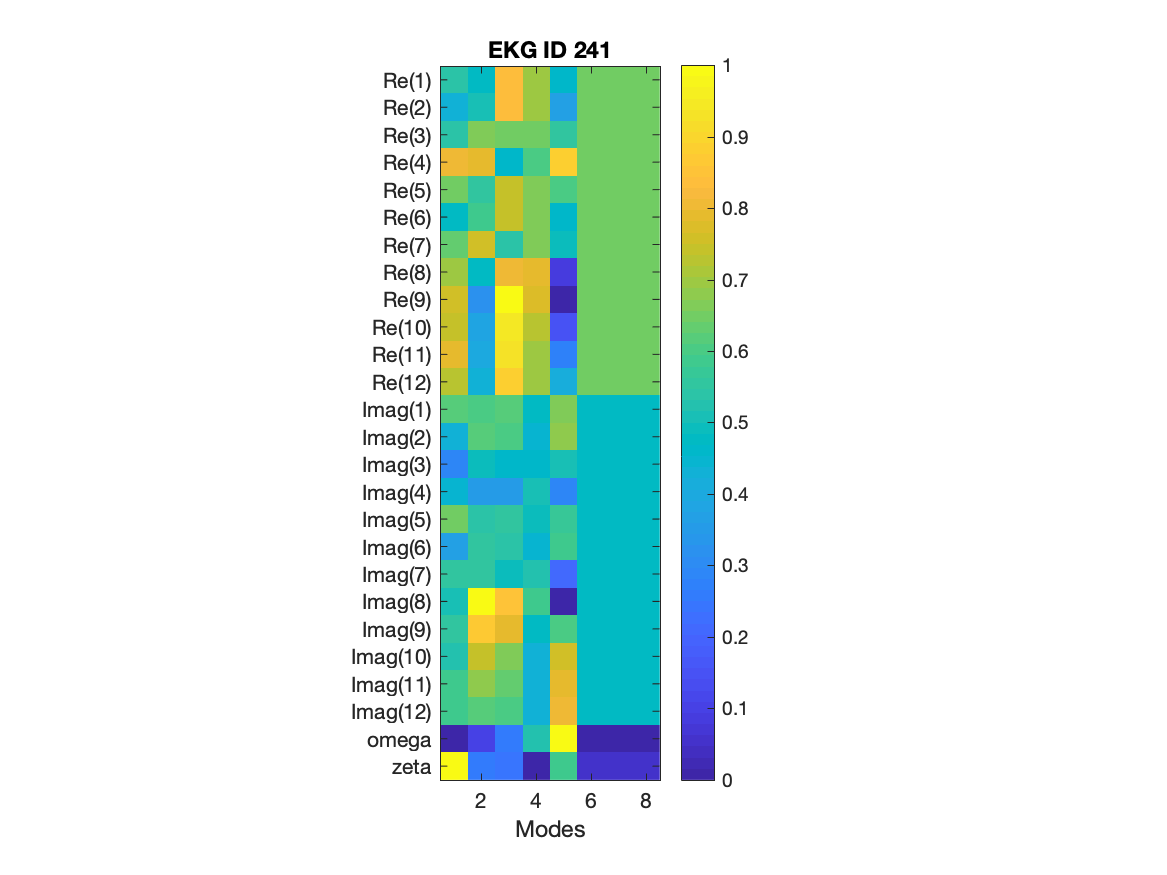 EKG ID 241
Re(1)
Re(2)
Re(3)
Re(4)
Re(5)
Re(6)
Re(7)
Re(8)
Re(9)
Re(10)
Re(11)
Re(12)
Imag(1)
Imag(2)
Imag(3)
Imag(4)
Imag(5)
Imag(6)
Imag(7)
Imag(8)
Imag(9)
Imag(10)
Imag(11)
Imag(12)
omega
zeta
2 4 6 8
Modes
1
0.9
0.8
0.7
0.6
0.5
0.4
0.3
0.2
0.1
0